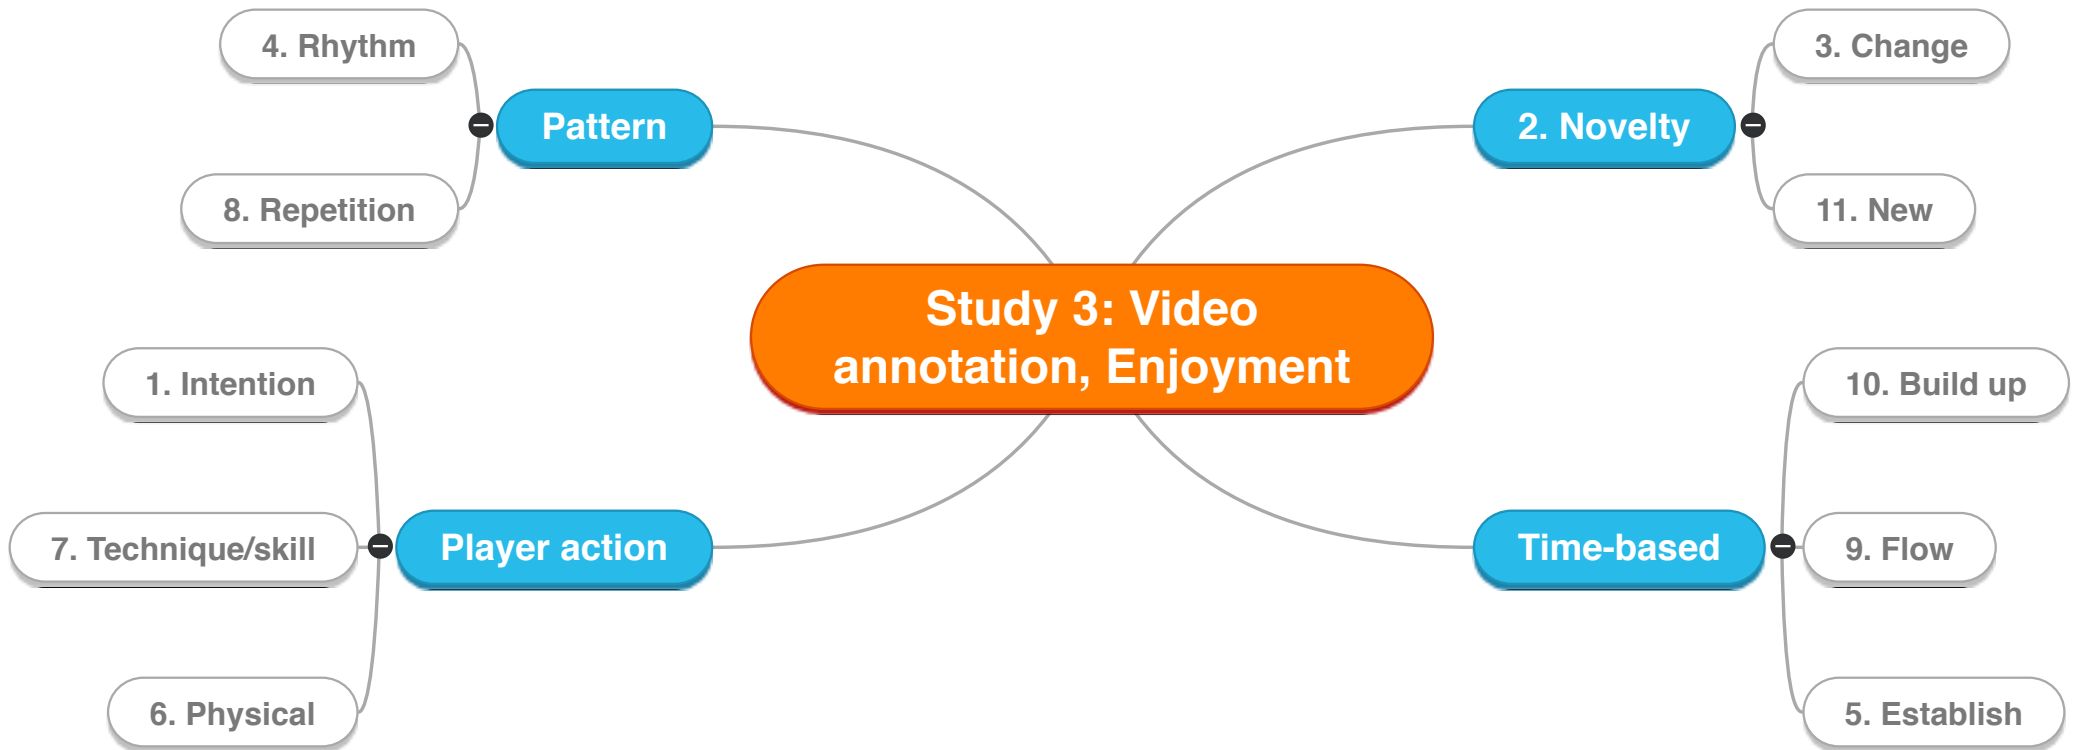 4. Rhythm
Pattern
8. Repetition
2. Novelty
3. Change
11. New
Study 3: Video
annotation, Enjoyment
1. Intention
7. Technique/skill
Player action
6. Physical
10. Build up
Time-based
9. Flow
5. Establish